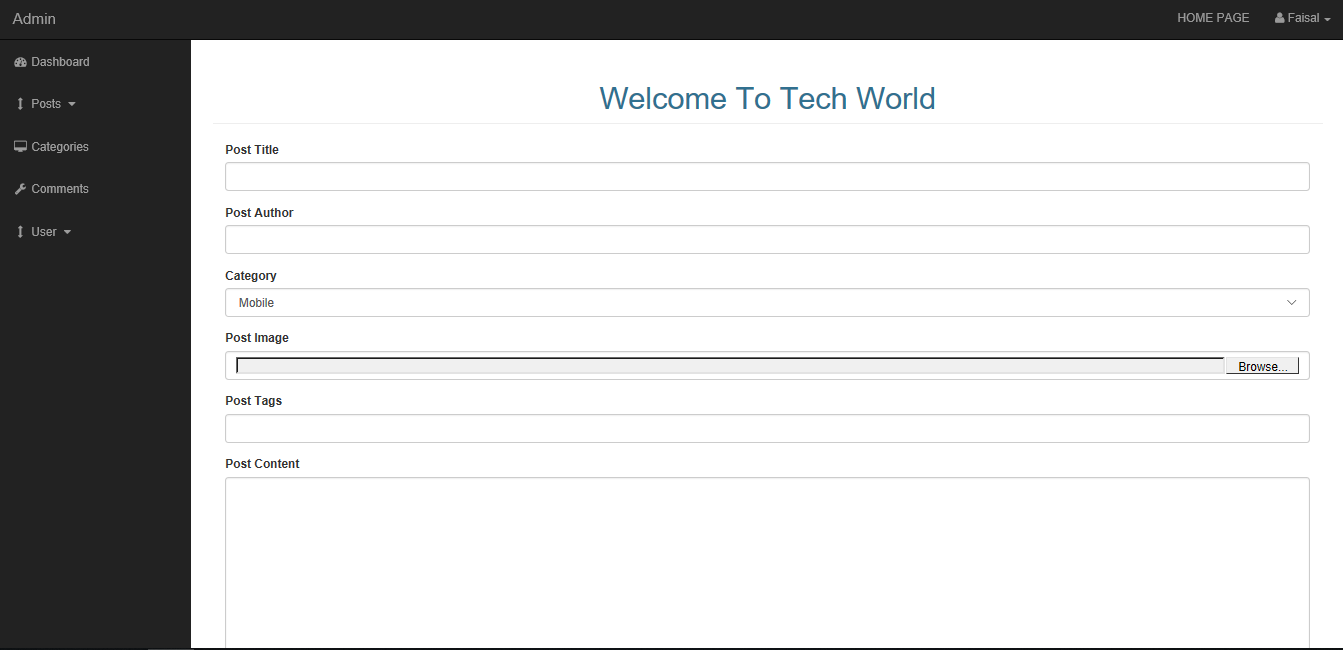 Admin
HOME PAGE
Faisal
Dashboard
Posts
Categories
Comments
User
Welcome To Tech World
Post Title
Post Author
Category
Mobile
Post Image
Browse...
Post Tags
Post Content